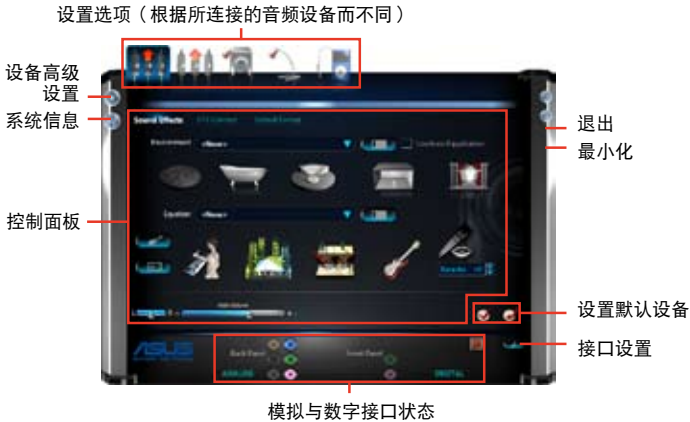 设置选项（根据所连接的音频设备而不同）
设备高级
设置
系统信息
退出
最小化
Sound Effects
Default Format
Environment <None>
Equalizer <None>
控制面板
Karaoke
设置默认设备
接口设置
ASUS
Back Panel
Front Panel
ANALOG
DIGITAL
模拟与数字接口状态